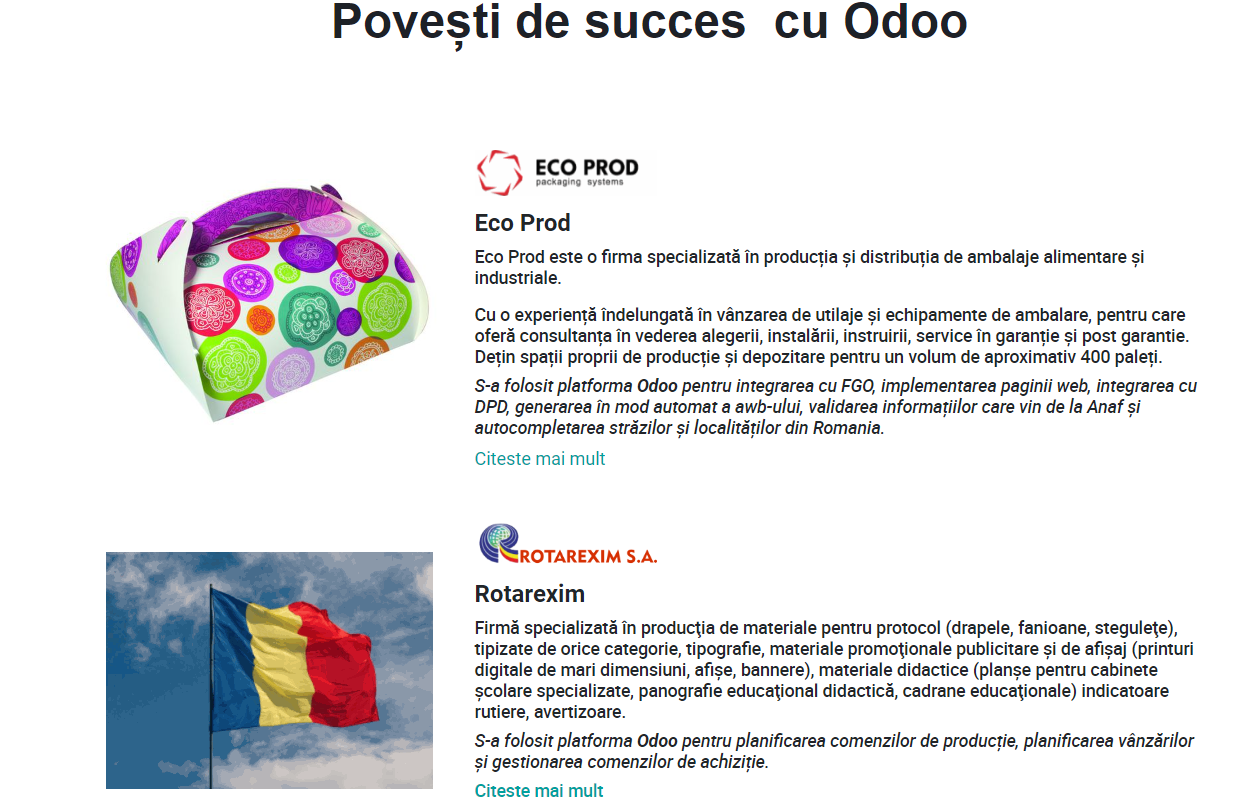 Povești de succes  cu Odoo
ECO PROD
packaging systems
Eco Prod
Eco Prod este o firma specializată în producția și distribuția de ambalaje alimentare și
industriale.
Cu o experiență îndelungată în vânzarea de utilaje și echipamente de ambalare, pentru care
oferă consultanța în vederea alegerii, instalării, instruirii, service în garanție și post garantie.
Dețin spații proprii de producție și depozitare pentru un volum de aproximativ 400 paleți.
S-a folosit platforma Odoo pentru integrarea cu FGO, implementarea paginii web, integrarea cu
DPD, generarea în mod automat a awb-ului, validarea informațiilor care vin de la Anaf și
autocompletarea străzilor și localităților din Romania.
Citeste mai mult
ROTAREXIM S.A.
Rotarexim
Firmă specializată în producţia de materiale pentru protocol (drapele, fanioane, steguleţe),
tipizate de orice categorie, tipografie, materiale promoţionale publicitare și de afișaj (printuri
digitale de mari dimensiuni, afișe, bannere), materiale didactice (planșe pentru cabinete
școlare specializate, panografie educaţional didactică, cadrane educaţionale) indicatoare
rutiere, avertizoare.
S-a folosit platforma Odoo pentru planificarea comenzilor de producție, planificarea vânzărilor
și gestionarea comenzilor de achiziție.
Citeste mai mult